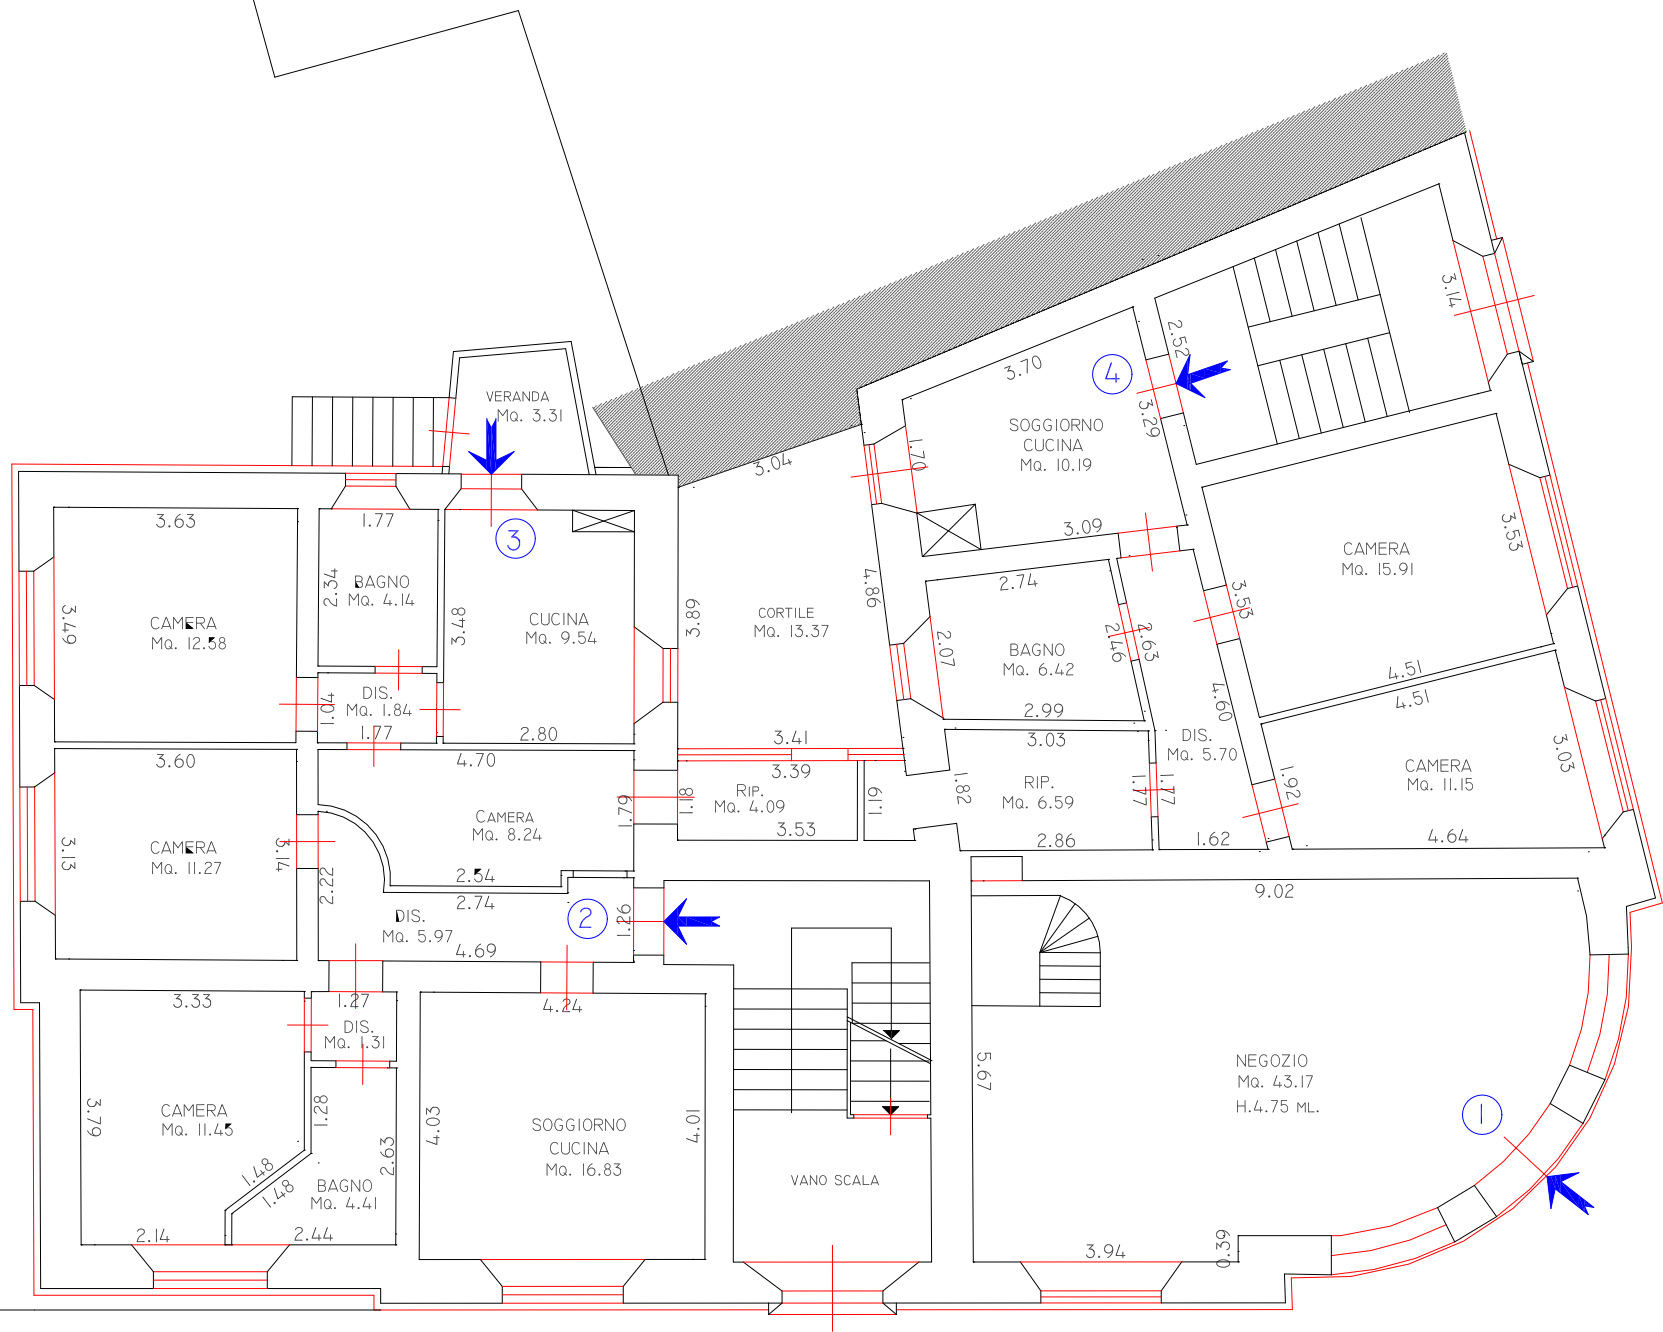 3.14
2.52
3.70
4
3.29
VERANDA
MQ. 3.31
SOGGIORNO
CUCINA
MQ. 10.19
1.70
3.04
3.63
1.77
3
3.09
3.53
CAMERA
MQ. 15.91
2.34
BAGNO
MQ. 4.14
3.49
CAMERA
MQ. 12.58
3.48
CUCINA
MQ. 9.54
3.89
CORTILE
MQ. 13.37
4.86
2.74
2.07
BAGNO
MQ. 6.42
2.46
2.63
3.53
4.51
4.51
1.04
DIS.
MQ. 1.84
1.77
2.80
2.99
4.60
3.41
3.03
DIS.
MQ. 5.70
3.03
3.60
4.70
3.39
CAMERA
MQ. 11.15
1.79
1.18
RIP.
MQ. 4.09
1.19
1.82
RIP.
MQ. 6.59
1.77
1.77
1.92
3.53
2.86
1.62
4.64
CAMERA
MQ. 8.24
3.13
CAMERA
MQ. 11.27
3.14
2.22
2.54
2.74
9.02
DIS.
MQ. 5.97
4.69
2
1.26
3.33
1.27
4.24
DIS.
MQ. 1.31
5.67
NEGOZIO
MQ. 43.17
H.4.75 ML.
1
3.79
CAMERA
MQ. 11.45
1.28
2.63
4.03
SOGGIORNO
CUCINA
MQ. 16.83
4.01
1.48
1.48
BAGNO
MQ. 4.41
VANO SCALA
2.14
2.44
3.94
0.39